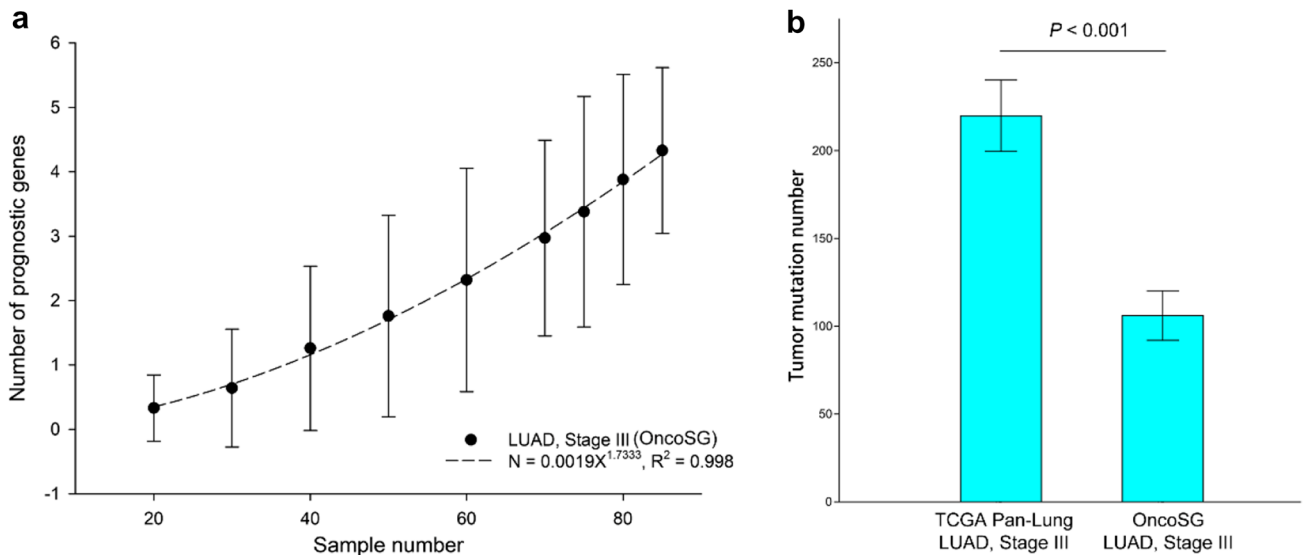 a
6
5
4
3
2
1
0
-1
Number of prognostic genes
20
40
60
80
Sample number
LUAD, Stage III (OncoSG)
N = 0.0019X^1.7333, R^2 = 0.998
b
P < 0.001
250
200
150
100
50
0
Tumor mutation number
TCGA Pan-Lung
LUAD, Stage III
OncoSG
LUAD, Stage III